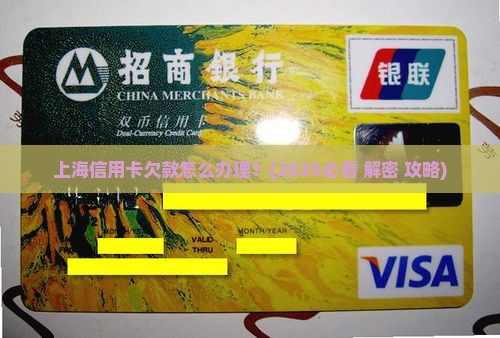 招商银行
银联
CHINA MERCHANTS BANK
双币信用卡
Dual-Currency Credit Card
上海信用卡欠款怎么办理？(2025必看 解密 攻略)
MONTH/YEAR
MONTH/YEAR
VALID
THRU
VISA